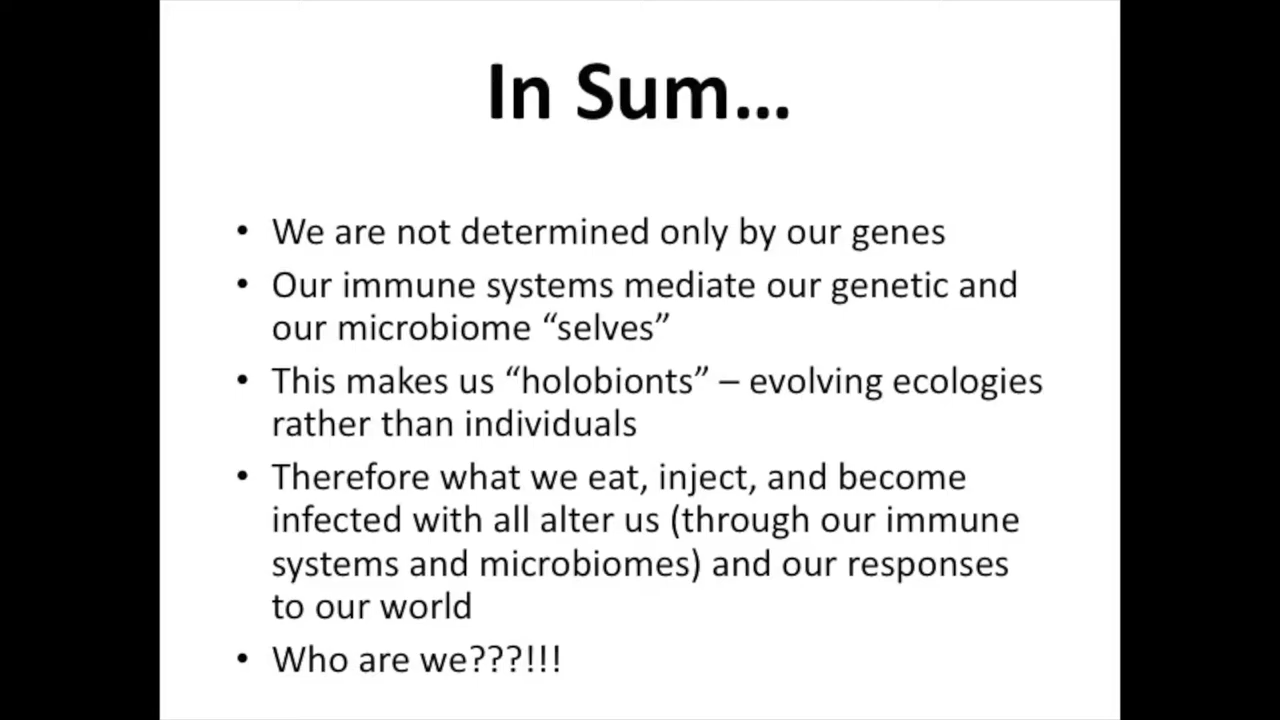 In Sum...
• We are not determined only by our genes
• Our immune systems mediate our genetic and
our microbiome “selves”
• This makes us “holobionts” – evolving ecologies
rather than individuals
• Therefore what we eat, inject, and become
infected with all alter us (through our immune
systems and microbiomes) and our responses
to our world
• Who are we???!!!